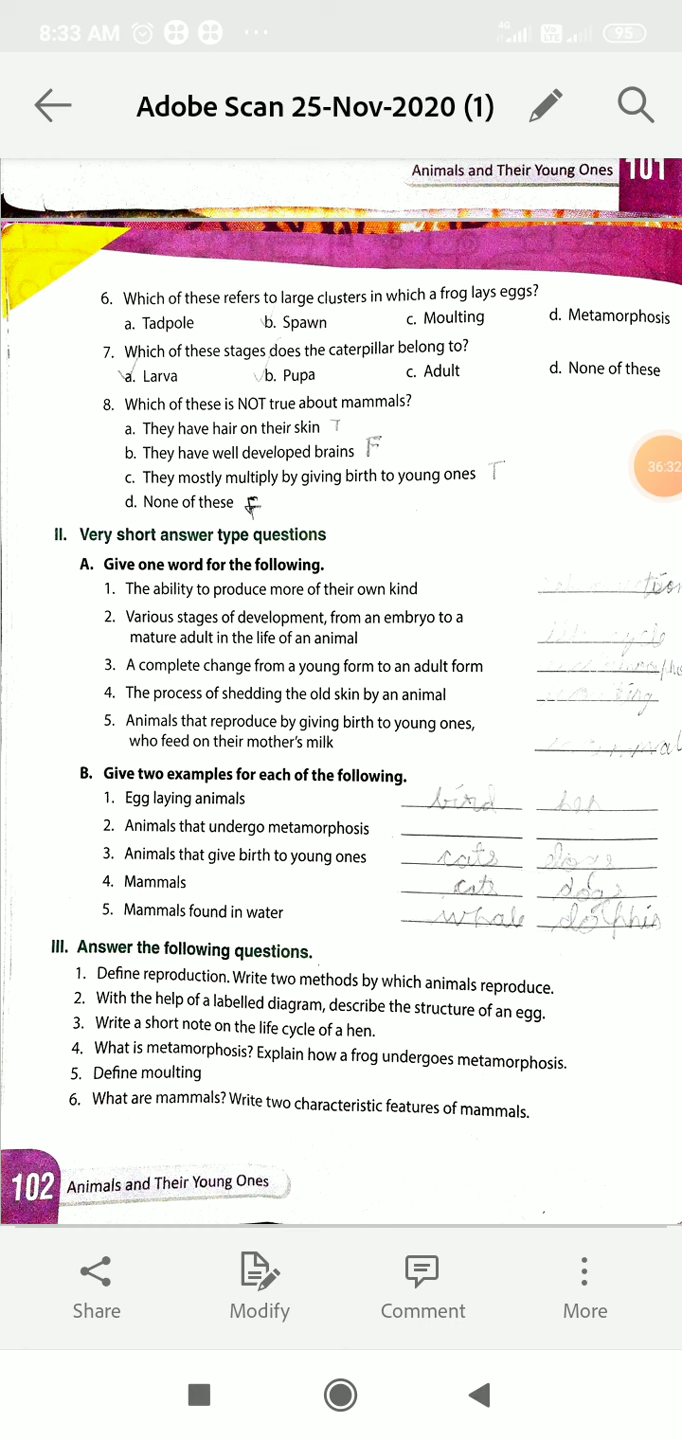 8:33 AM
4G
Vo LTE
95
Adobe Scan 25-Nov-2020 (1)
Animals and Their Young Ones 101
6. Which of these refers to large clusters in which a frog lays eggs?
a. Tadpole b. Spawn c. Moulting d. Metamorphosis
7. Which of these stages does the caterpillar belong to?
a. Larva b. Pupa c. Adult d. None of these
8. Which of these is NOT true about mammals?
a. They have hair on their skin T
b. They have well developed brains F
36:32
c. They mostly multiply by giving birth to young ones T
d. None of these F
II. Very short answer type questions
A. Give one word for the following.
1. The ability to produce more of their own kind
2. Various stages of development, from an embryo to a
mature adult in the life of an animal life cycle
3. A complete change from a young form to an adult form
4. The process of shedding the old skin by an animal
5. Animals that reproduce by giving birth to young ones,
who feed on their mother's milk
B. Give two examples for each of the following.
1. Egg laying animals bird hen
2. Animals that undergo metamorphosis
3. Animals that give birth to young ones cats
4. Mammals cats dogs
5. Mammals found in water whale dolphis
III. Answer the following questions.
1. Define reproduction. Write two methods by which animals reproduce.
2. With the help of a labelled diagram, describe the structure of an egg.
3. Write a short note on the life cycle of a hen.
4. What is metamorphosis? Explain how a frog undergoes metamorphosis.
5. Define moulting
6. What are mammals? Write two characteristic features of mammals.
102 Animals and Their Young Ones
Share Modify Comment More